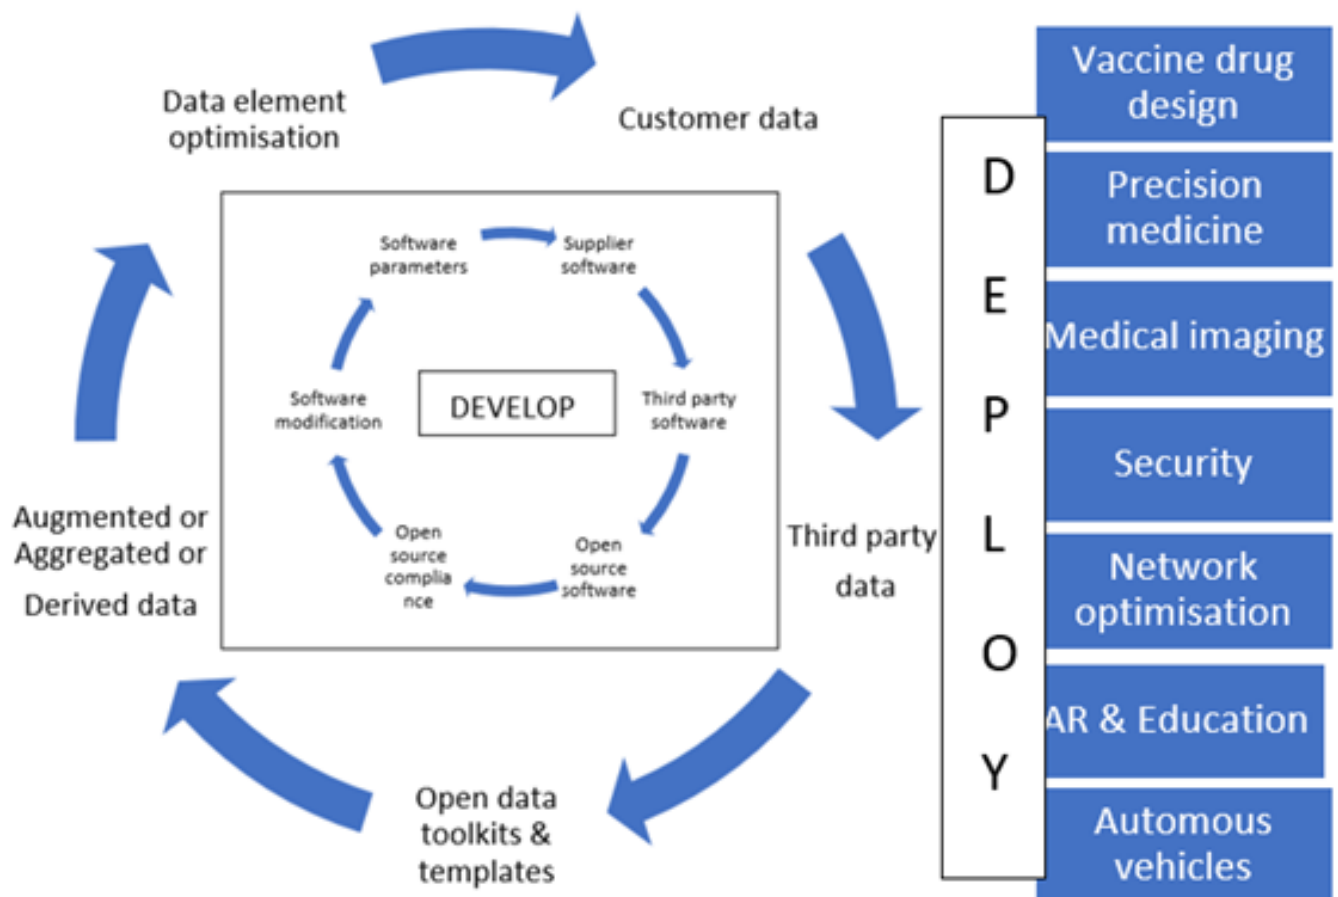 Data element
optimisation
Customer data
Third party
data
Open data
toolkits &
templates
Augmented or
Aggregated or
Derived data
Software
parameters
Supplier
software
Third party
software
Open
source
software
Open
source
complia
nce
Software
modification
DEVELOP
D
E
P
L
O
Y
Vaccine drug
design
Precision
medicine
Medical imaging
Security
Network
optimisation
AR & Education
Automous
vehicles